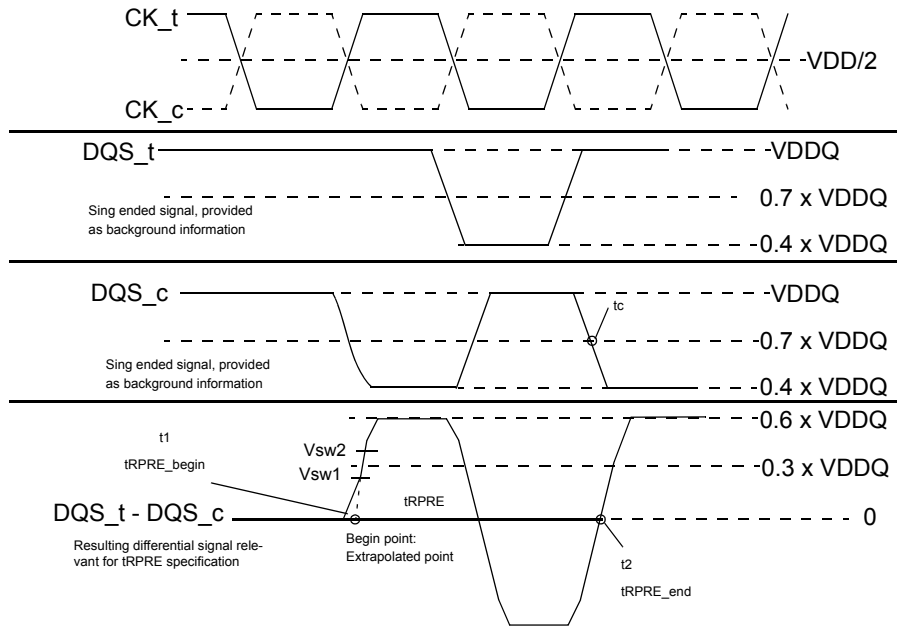 CK_t
VDD/2
CK_c
DQS_t
VDDQ
0.7 x VDDQ
Sing ended signal, provided
as background information
0.4 x VDDQ
DQS_c
VDDQ
tc
0.7 x VDDQ
Sing ended signal, provided
as background information
0.4 x VDDQ
0.6 x VDDQ
t1
tRPRE_begin
Vsw2
Vsw1
0.3 x VDDQ
tRPRE
DQS_t - DQS_c
0
Resulting differential signal rele-
vant for tRPRE specification
Begin point:
Extrapolated point
t2
tRPRE_end